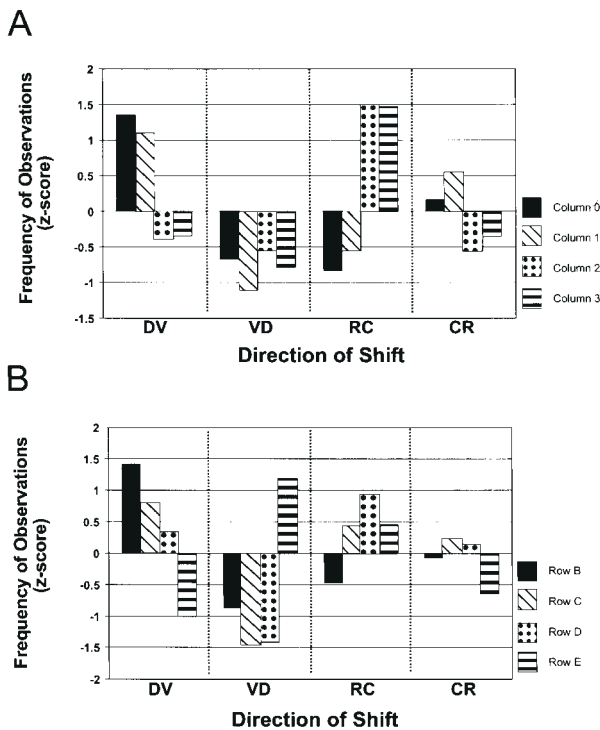 A
Frequency of Observations
(z-score)
2
1.5
1
0.5
0
-0.5
-1
-1.5
DV VD RC CR
Direction of Shift
Column 0
Column 1
Column 2
Column 3
B
Frequency of Observations
(z-score)
2
1.5
1
0.5
0
-0.5
-1
-1.5
-2
DV VD RC CR
Direction of Shift
Row B
Row C
Row D
Row E